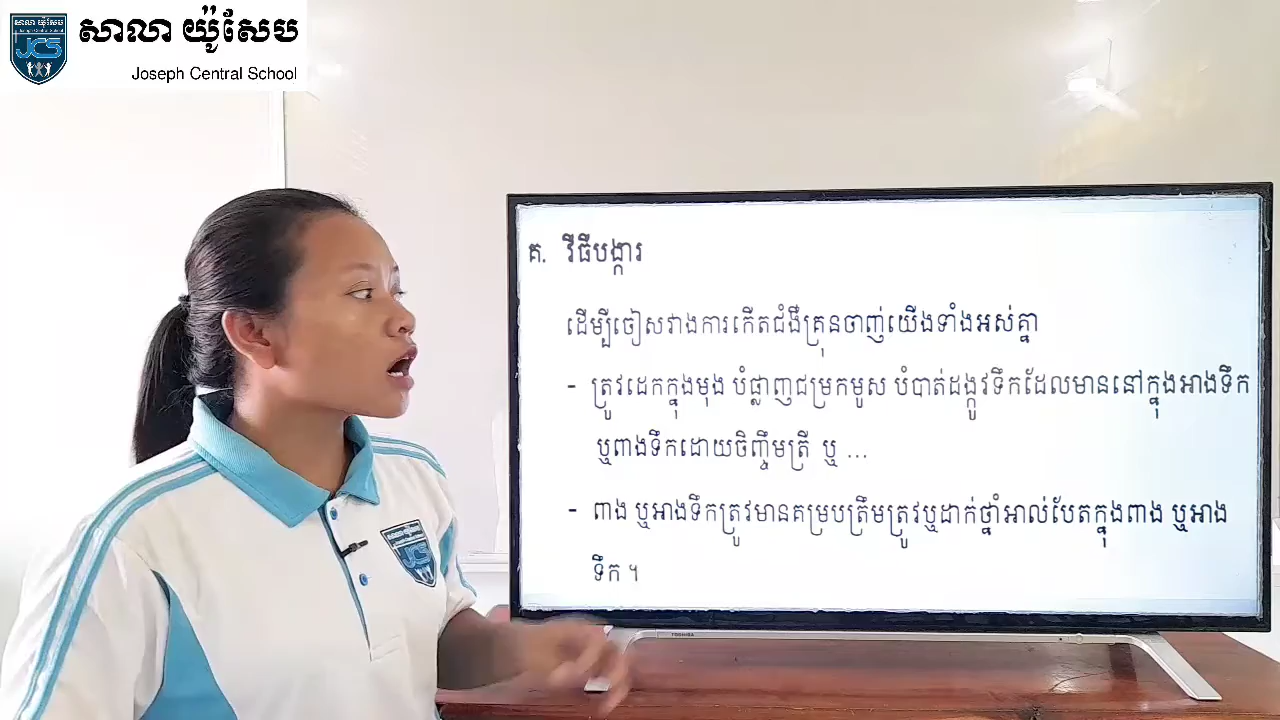 សាលា យ៉ូសែប
Joseph Central School
JCS
គ. វិធីបង្ការ
ដើម្បីចៀសវាងការកើតជំងឺគ្រុនចាញ់យើងទាំងអស់គ្នា
- ត្រូវដេកក្នុងមុង បំផ្លាញជម្រកមូស បំបាត់ដង្កូវទឹកដែលមាននៅក្នុងអាងទឹក
ឬពាងទឹកដោយចិញ្ចឹមត្រី ឬ ...
- ពាង ឬអាងទឹកត្រូវមានគម្របត្រឹមត្រូវឬដាក់ថ្នាំអាល់បែតក្នុងពាង ឬអាង
ទឹក ។
JCS
TOSHIBA